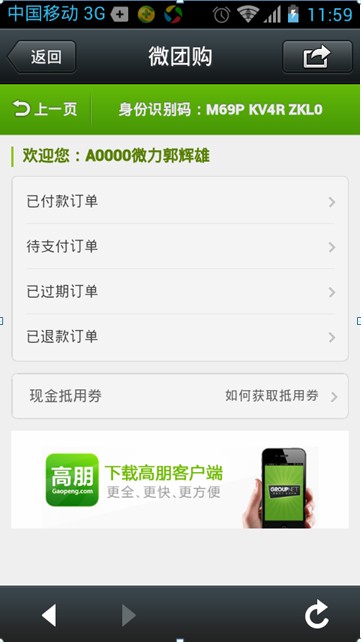 中国移动 3G 11:59
返回 微团购
上一页 身份识别码：M69P KV4R ZKL0
欢迎您：A0000微力郭辉雄
已付款订单
待支付订单
已过期订单
已退款订单
现金抵用券 如何获取抵用券
高朋 下载高朋客户端
Gaopeng.com 更全、更快、更方便